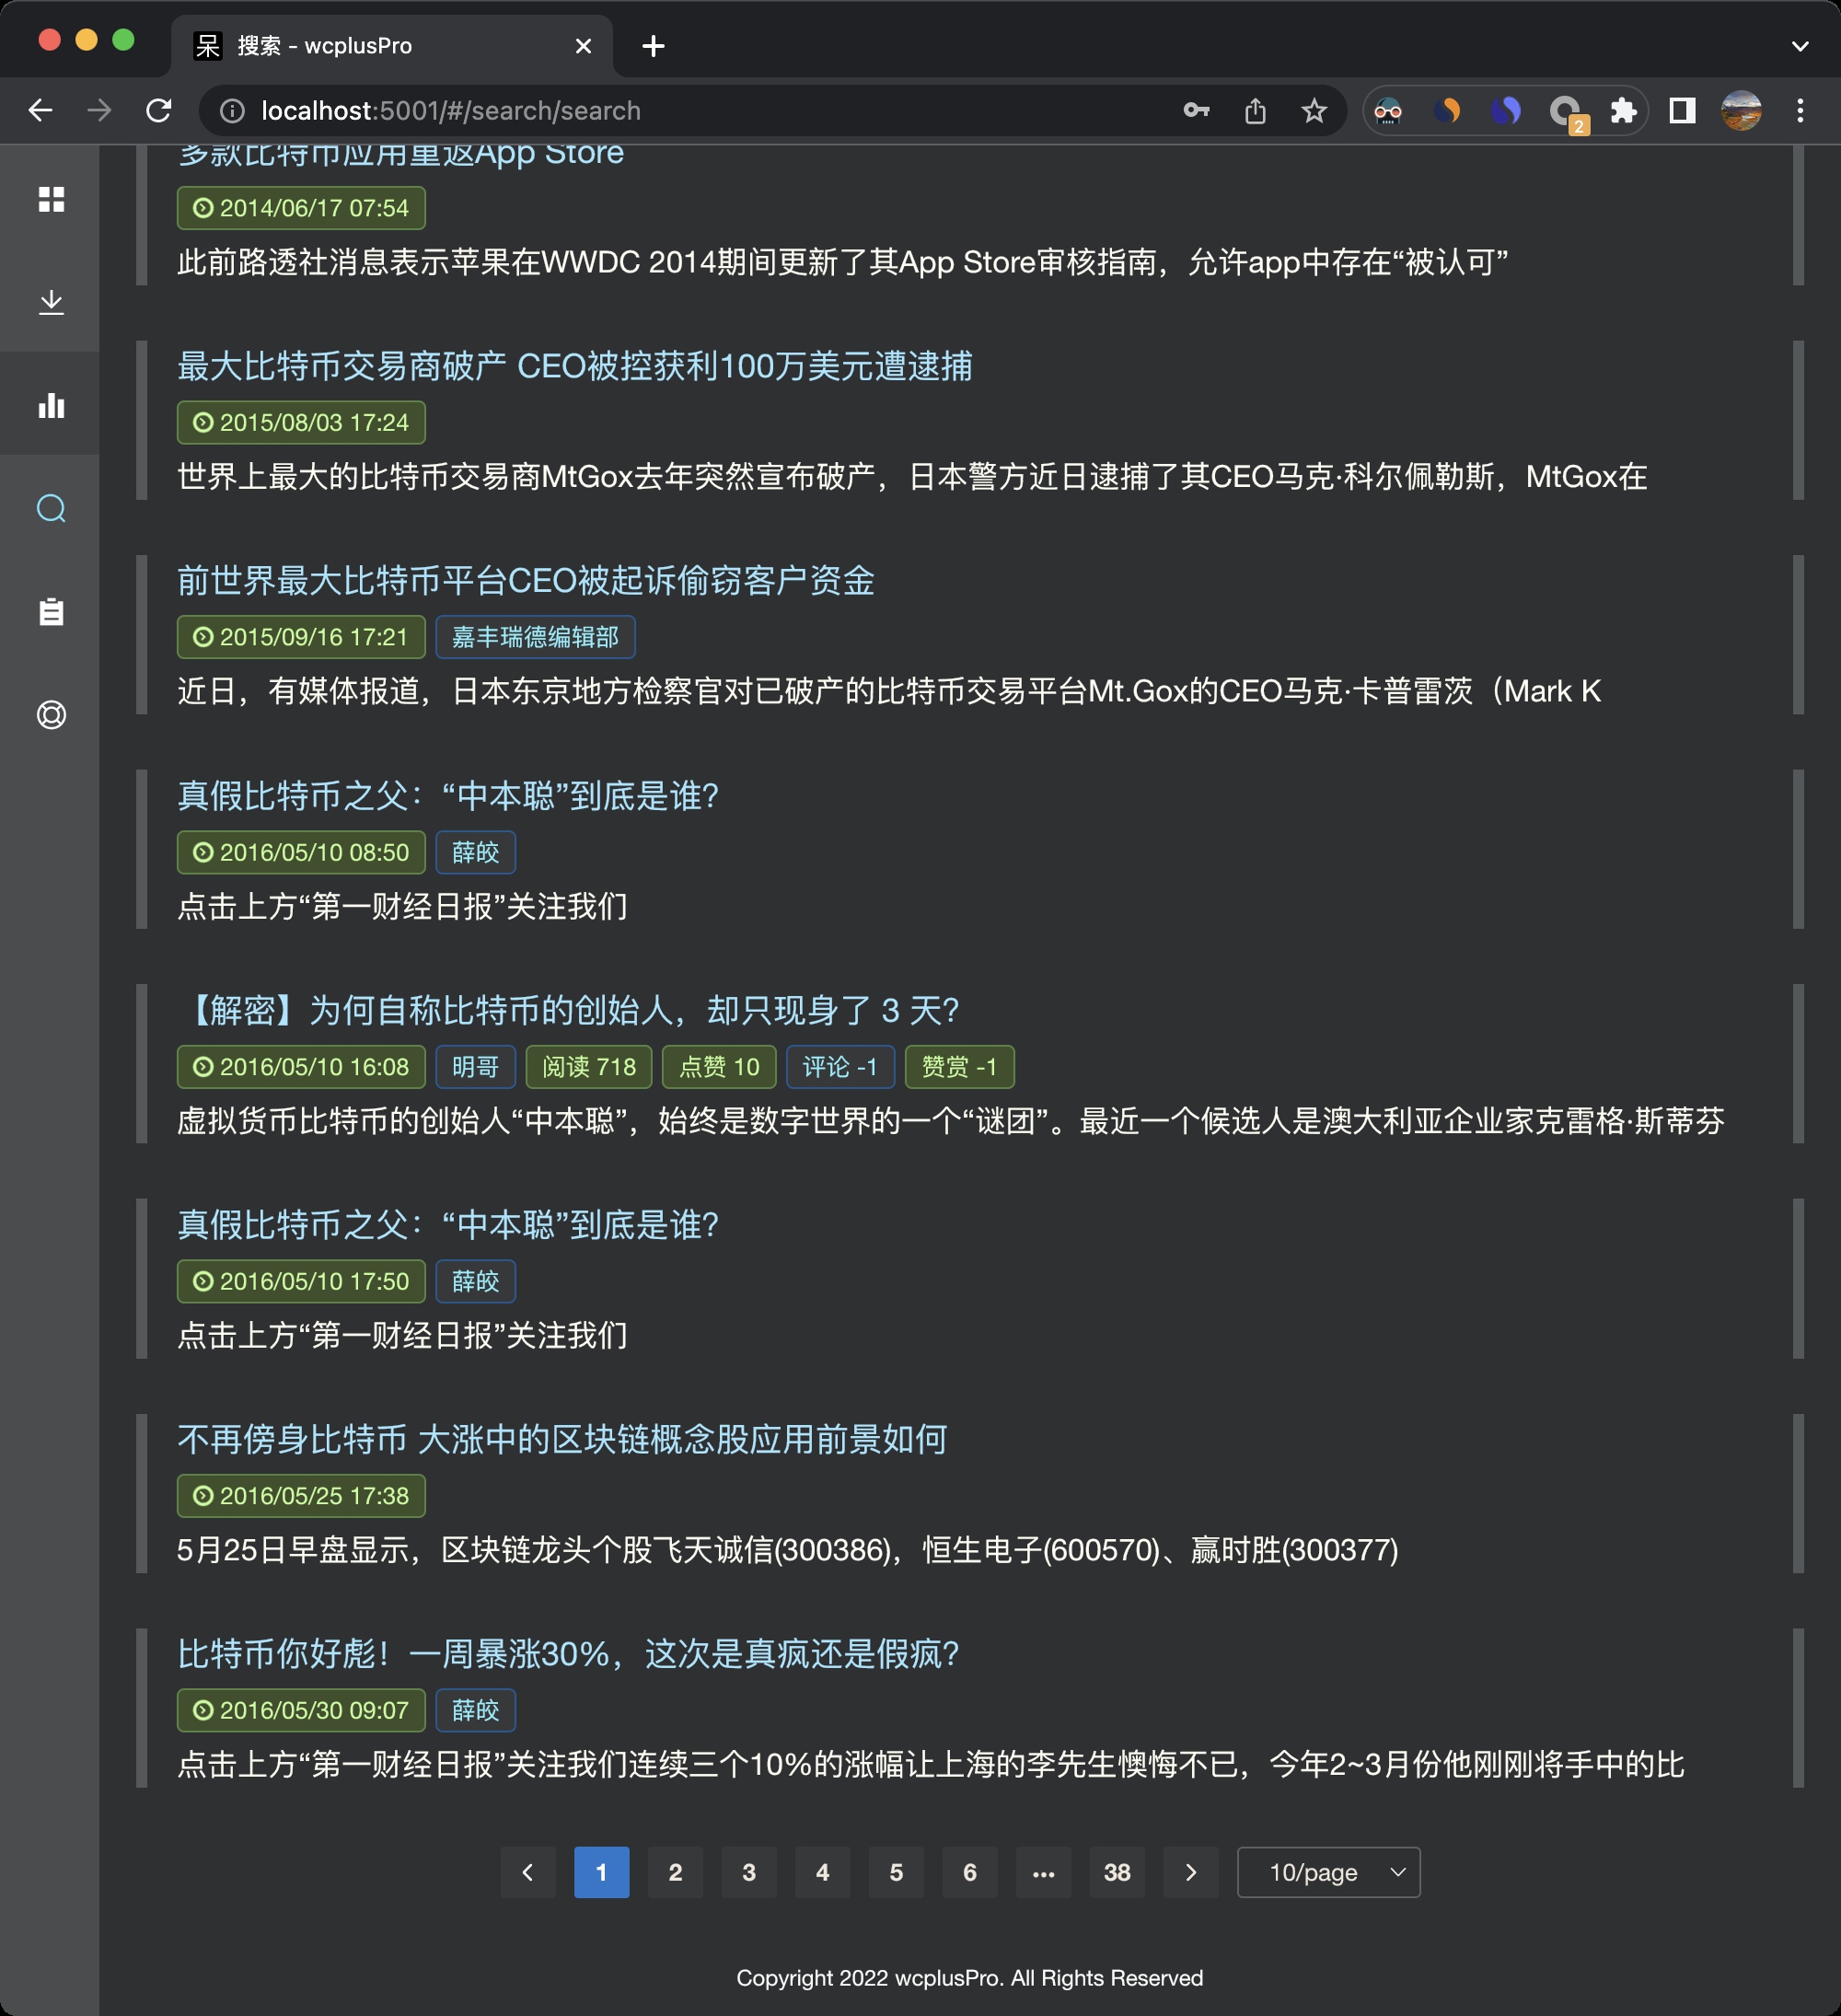 呆 搜索 - wcplusPro
localhost:5001/#/search/search
2
多款比特币应用重返App Store
2014/06/17 07:54
此前路透社消息表示苹果在WWDC 2014期间更新了其App Store审核指南，允许app中存在“被认可”
最大比特币交易商破产 CEO被控获利100万美元遭逮捕
2015/08/03 17:24
世界上最大的比特币交易商MtGox去年突然宣布破产，日本警方近日逮捕了其CEO马克·科尔佩勒斯，MtGox在
前世界最大比特币平台CEO被起诉偷窃客户资金
2015/09/16 17:21 嘉丰瑞德编辑部
近日，有媒体报道，日本东京地方检察官对已破产的比特币交易平台Mt.Gox的CEO马克·卡普雷茨（Mark K
真假比特币之父：“中本聪”到底是谁？
2016/05/10 08:50 薛皎
点击上方“第一财经日报”关注我们
【解密】为何自称比特币的创始人，却只现身了 3 天？
2016/05/10 16:08 明哥 阅读 718 点赞 10 评论 -1 赞赏 -1
虚拟货币比特币的创始人“中本聪”，始终是数字世界的一个“谜团”。最近一个候选人是澳大利亚企业家克雷格·斯蒂芬
真假比特币之父：“中本聪”到底是谁？
2016/05/10 17:50 薛皎
点击上方“第一财经日报”关注我们
不再傍身比特币 大涨中的区块链概念股应用前景如何
2016/05/25 17:38
5月25日早盘显示，区块链龙头个股飞天诚信(300386)，恒生电子(600570)、赢时胜(300377)
比特币你好彪！一周暴涨30%，这次是真疯还是假疯？
2016/05/30 09:07 薛皎
点击上方“第一财经日报”关注我们连续三个10%的涨幅让上海的李先生懊悔不已，今年2~3月份他刚刚将手中的比
1 2 3 4 5 6 ... 38 10/page
Copyright 2022 wcplusPro. All Rights Reserved